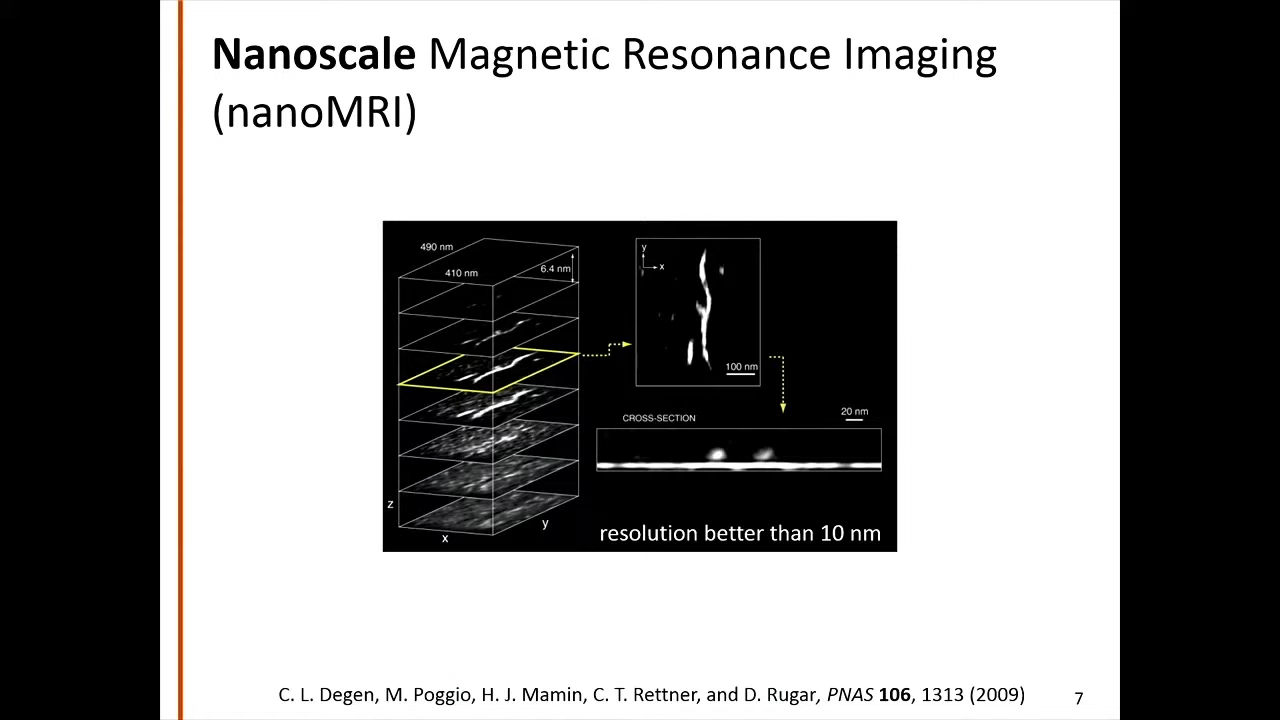 Nanoscale Magnetic Resonance Imaging
(nanoMRI)
490 nm
410 nm
6.4 nm
z
x
y
y
x
100 nm
CROSS-SECTION
20 nm
resolution better than 10 nm
C. L. Degen, M. Poggio, H. J. Mamin, C. T. Rettner, and D. Rugar, PNAS 106, 1313 (2009)
7